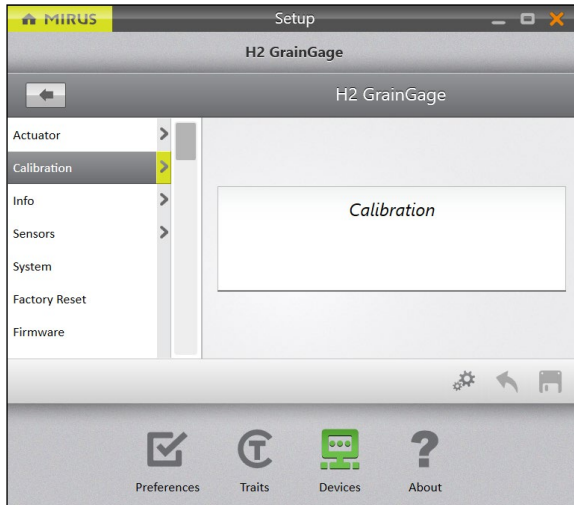 MIRUS Setup
H2 GrainGage
H2 GrainGage
Actuator
Calibration
Info
Sensors
System
Factory Reset
Firmware
Calibration
Preferences Traits Devices About